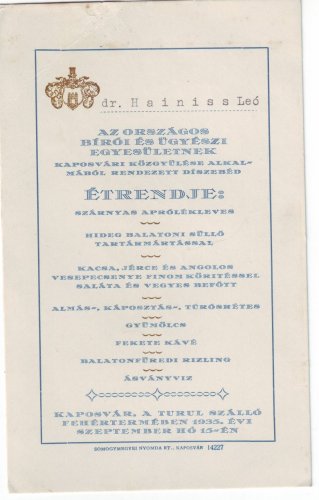 dr. Hainiss Leó
AZ ORSZÁGOS
BÍRÓI ÉS ÜGYÉSZI
EGYESÜLETNEK
KAPOSVÁRI KÖZGYÜLÉSE ALKAL-
MÁBÓL RENDEZETT DÍSZEBÉD
ÉTRENDJE:
SZÁRNYAS APRÓLÉKLEVES
HIDEG BALATONI SÜLLŐ
TARTÁRMÁRTÁSSAL
KACSA, JÉRCE ÉS ANGOLOS
VESEPECSENYE FINOM KÖRITÉSSEL
SALÁTA ÉS VEGYES BEFŐTT
ALMÁS-, KÁPOSZTÁS-, TÚRÓSRÉTES
GYÜMÖLCS
FEKETE KÁVÉ
BALATONFÜREDI RIZLING
ÁSVÁNYVIZ
KAPOSVÁR, A TURUL SZÁLLÓ
FEHÉRTERMÉBEN 1935. ÉVI
SZEPTEMBER HÓ 15-ÉN
SOMOGYMEGYEI NYOMDA RT., KAPOSVÁR 14227